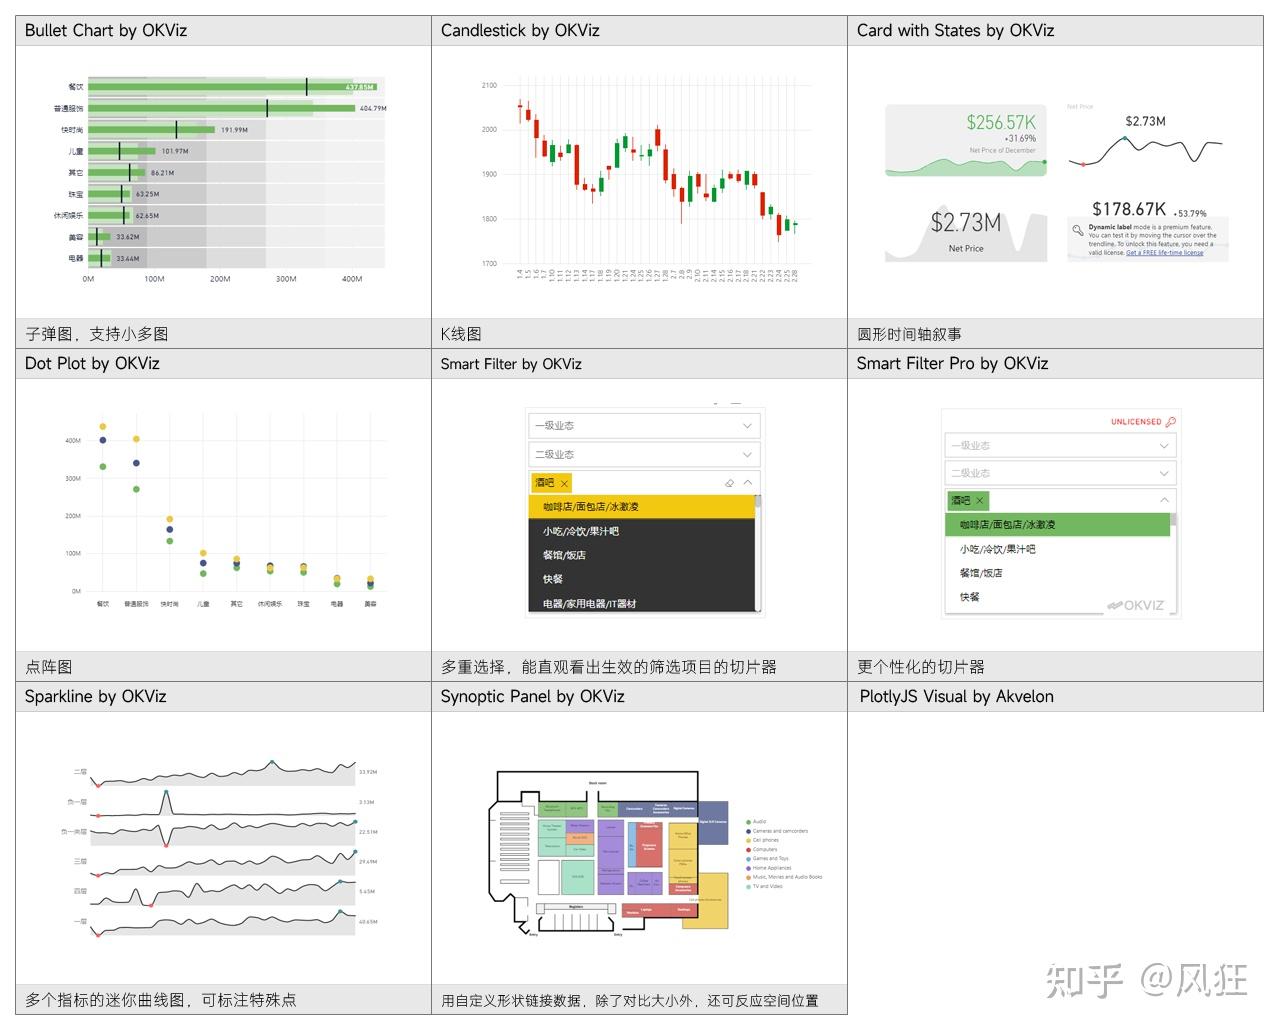 Bullet Chart by OKViz
餐饮
437.85M
普通服饰
404.79M
快时尚
191.99M
儿童
101.97M
其它
86.21M
珠宝
63.25M
休闲娱乐
62.65M
美容
33.62M
电器
33.44M
0M 100M 200M 300M 400M
子弹图，支持小多图
Candlestick by OKViz
2100
2000
1900
1800
1700
K线图
Card with States by OKViz
$256.57K
+31.69%
Net Price of December
Net Price
$2.73M
$2.73M
Net Price
$178.67K
53.79%
Dynamic label mode is a premium feature.
You can test it by moving the cursor over the
trendline. To unlock this feature, you need a
valid license. Get a FREE life-time license
圆形时间轴叙事
Dot Plot by OKViz
400M
300M
200M
100M
0M
餐饮 普通服饰 快时尚 儿童 其它 休闲娱乐 珠宝 电器 美容
点阵图
Smart Filter by OKViz
一级业态
二级业态
酒吧 ×
咖啡店/面包店/冰激凌
小吃/冷饮/果汁吧
餐馆/饭店
快餐
电器/家用电器/IT器材
多重选择，能直观看出生效的筛选项目的切片器
Smart Filter Pro by OKViz
UNLICENSED
一级业态
二级业态
酒吧 ×
咖啡店/面包店/冰激凌
小吃/冷饮/果汁吧
餐馆/饭店
快餐
OKVIZ
更个性化的切片器
Sparkline by OKViz
二层
33.92M
负一层
3.13M
负一夹层
22.51M
三层
29.49M
四层
5.45M
一层
40.65M
多个指标的迷你曲线图，可标注特殊点
Synoptic Panel by OKViz
Stock room
Registers
Entry
Entry
Audio
Cameras and camcorders
Cell phones
Computers
Games and Toys
Home Appliances
Music, Movies and Audio Books
TV and Video
用自定义形状链接数据，除了对比大小外，还可反应空间位置
PlotlyJS Visual by Akvelon
知乎 @风狂